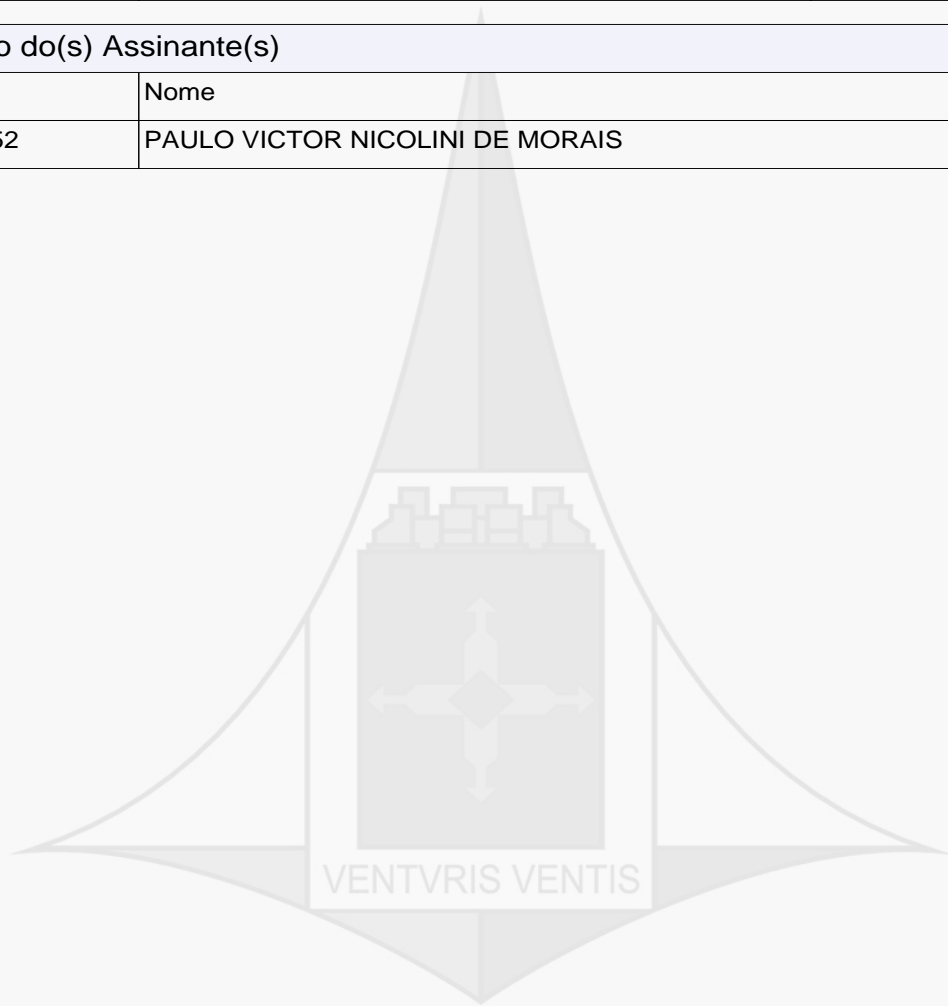 o do(s) Assinante(s)
Nome
52 PAULO VICTOR NICOLINI DE MORAIS
VENTVRIS VENTIS